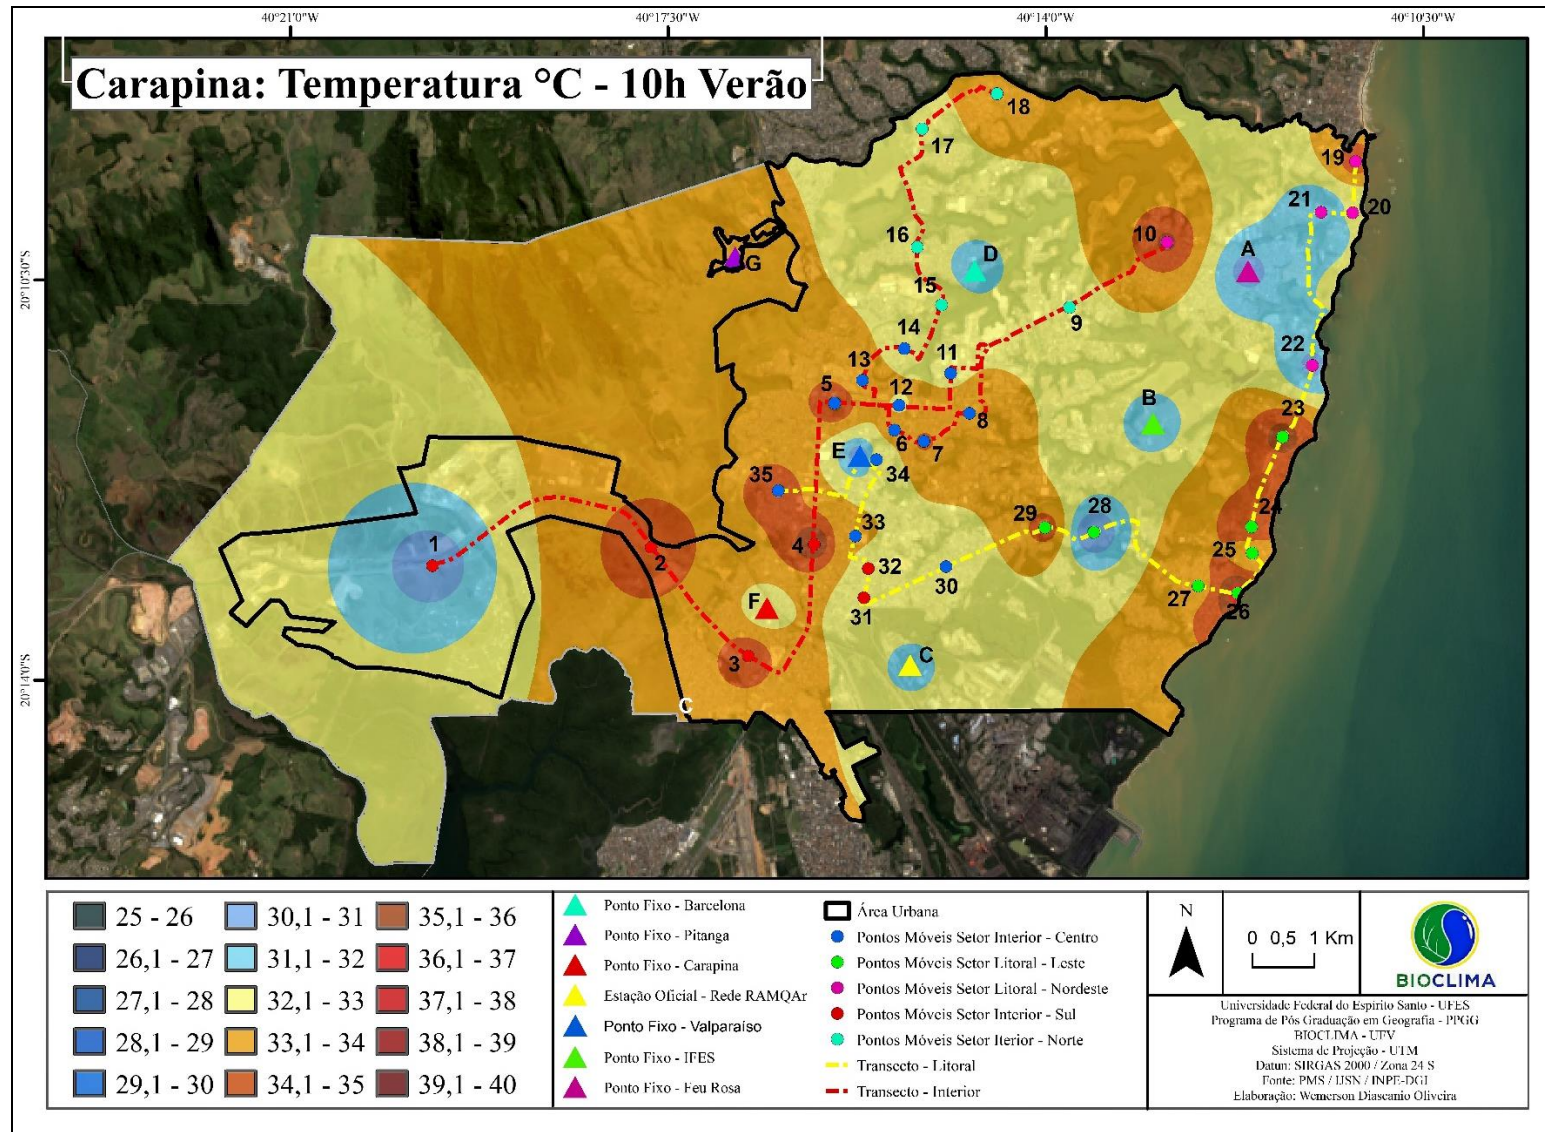 40°21'0"W
40°17'30"W
40°14'0"W
40°10'30"W
Carapina: Temperatura °C - 10h Verão
18
17
19
21
20
16
D
10
A
G
20°10'30"S
15
9
14
22
13
11
5
12
B
8
23
6
7
E
34
35
24
33
29
28
4
25
1
2
32
30
27
26
F
31
3
C
20°14'0"S
C
25 - 26
26,1 - 27
27,1 - 28
28,1 - 29
29,1 - 30
30,1 - 31
31,1 - 32
32,1 - 33
33,1 - 34
34,1 - 35
35,1 - 36
36,1 - 37
37,1 - 38
38,1 - 39
39,1 - 40
Ponto Fixo - Barcelona
Ponto Fixo - Pitanga
Ponto Fixo - Carapina
Estação Oficial - Rede RAMQAr
Ponto Fixo - Valparaíso
Ponto Fixo - IFES
Ponto Fixo - Feu Rosa
Área Urbana
Pontos Móveis Setor Interior - Centro
Pontos Móveis Setor Litoral - Leste
Pontos Móveis Setor Litoral - Nordeste
Pontos Móveis Setor Interior - Sul
Pontos Móveis Setor Iterior - Norte
Transecto - Litoral
Transecto - Interior
N
0 0,5 1 Km
BIOCLIMA
Universidade Federal do Espirito Santo - UFES
Programa de Pós Graduação em Geografia - PPGG
BIOCLIMA - UFV
Sistema de Projeção - UTM
Datun: SIRGAS 2000 / Zona 24 S
Fonte: PMS / IJSN / INPE-DGI
Elaboração: Wemerson Diascanio Oliveira